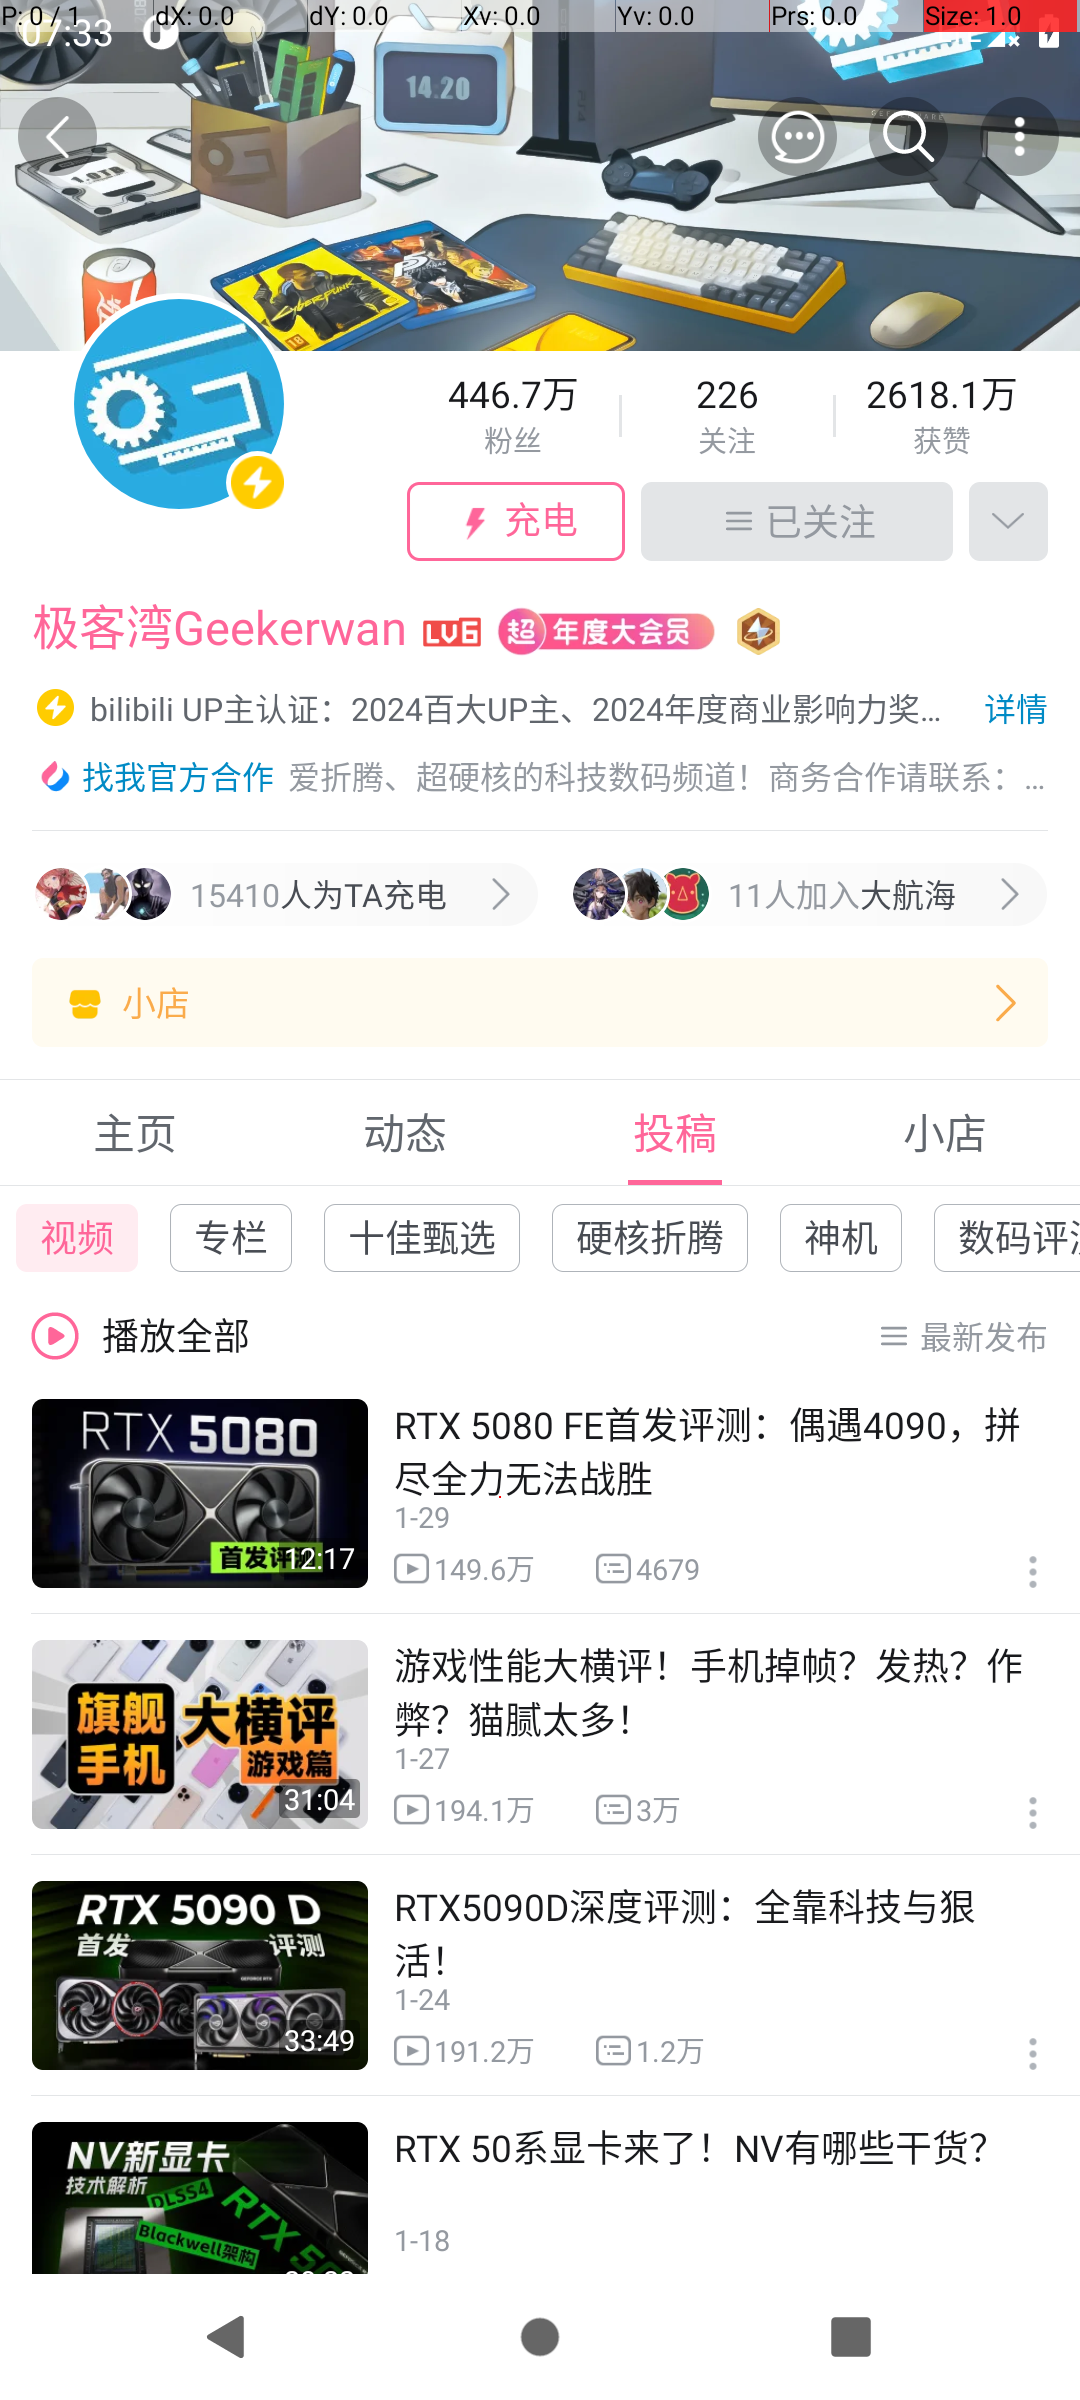 P: 0 / 1 dX: 0.0 dY: 0.0 Xv: 0.0 Yv: 0.0 Prs: 0.0 Size: 1.0
07:33
14.20
1.0TB
CYBERPUNK
446.7万 226 2618.1万
粉丝 关注 获赞
充电 已关注
极客湾Geekerwan LV6 超 年度大会员
bilibili UP主认证：2024百大UP主、2024年度商业影响力奖… 详情
找我官方合作 爱折腾、超硬核的科技数码频道！商务合作请联系：…
15410人为TA充电 11人加入大航海
小店
主页 动态 投稿 小店
视频 专栏 十佳甄选 硬核折腾 神机 数码评
播放全部 最新发布
RTX 5080
首发评测
12:17
RTX 5080 FE首发评测：偶遇4090，拼
尽全力无法战胜
1-29
149.6万 4679
旗舰
手机
大横评
游戏篇
31:04
游戏性能大横评！手机掉帧？发热？作
弊？猫腻太多！
1-27
194.1万 3万
RTX 5090 D
首发 评测
33:49
RTX5090D深度评测：全靠科技与狠
活！
1-24
191.2万 1.2万
NV新显卡
技术解析
DLSS4
Blackwell架构
RTX 50
RTX 50系显卡来了！NV有哪些干货？
1-18